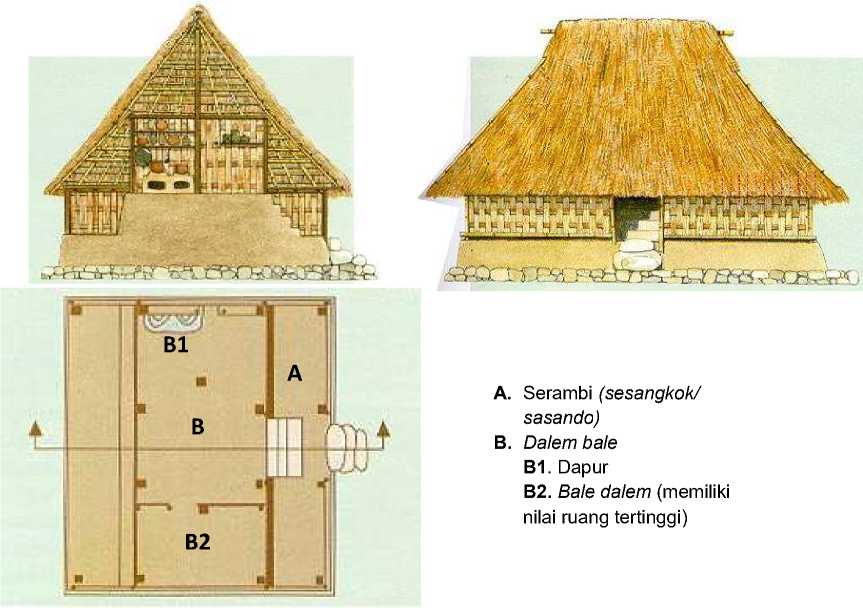 B1
A
B
B2
A. Serambi (sesangkok/
sasando)
B. Dalem bale
B1. Dapur
B2. Bale dalem (memiliki
nilai ruang tertinggi)